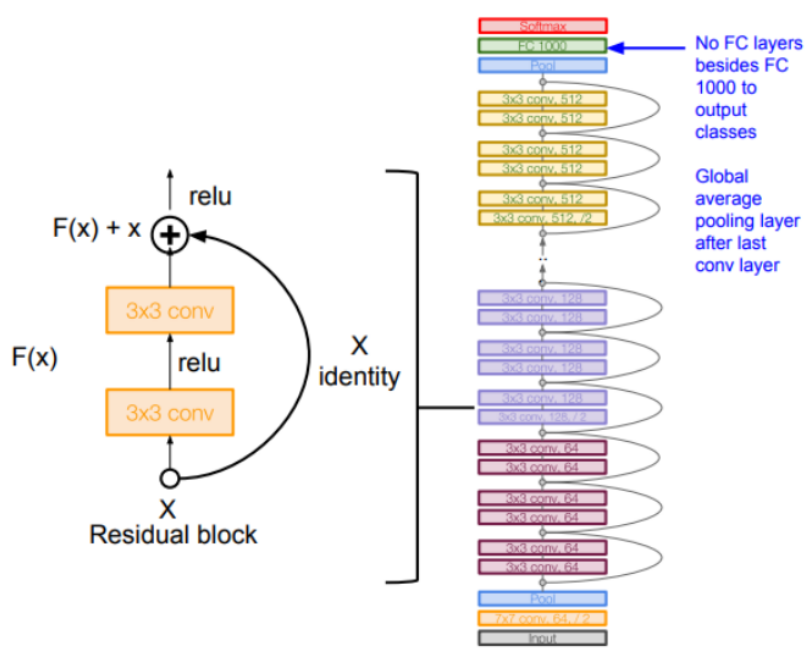 relu
F(x) + x
+
3x3 conv
F(x)
relu
X
identity
3x3 conv
X
Residual block
Softmax
FC 1000
Pool
3x3 conv, 512
3x3 conv, 512
3x3 conv, 512
3x3 conv, 512
3x3 conv, 512
3x3 conv, 512, /2
..
3x3 conv, 128
3x3 conv, 128
3x3 conv, 128
3x3 conv, 128
3x3 conv, 128
3x3 conv, 128, / 2
3x3 conv, 64
3x3 conv, 64
3x3 conv, 64
3x3 conv, 64
3x3 conv, 64
3x3 conv, 64
Pool
7x7 conv, 64, / 2
Input
No FC layers
besides FC
1000 to
output
classes
Global
average
pooling layer
after last
conv layer